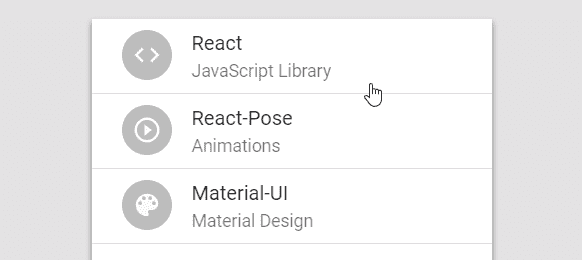 React
JavaScript Library
React-Pose
Animations
Material-UI
Material Design